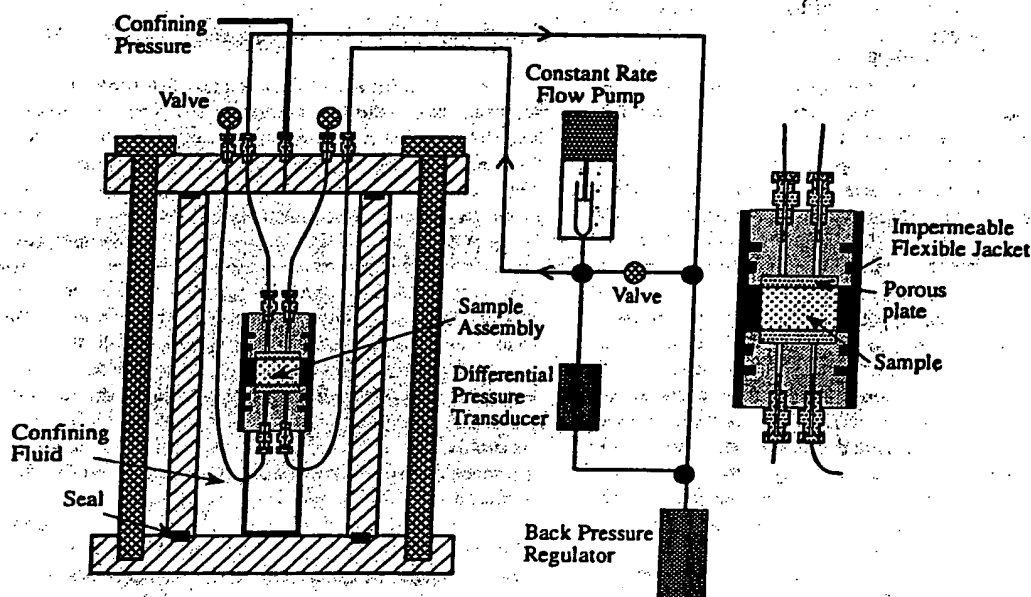 Confining
Pressure
Valve
Constant Rate
Flow Pump
Impermeable
Flexible Jacket
Porous
plate
Sample
Valve
Sample
Assembly
Differential
Pressure
Transducer
Confining
Fluid
Seal
Back Pressure
Regulator